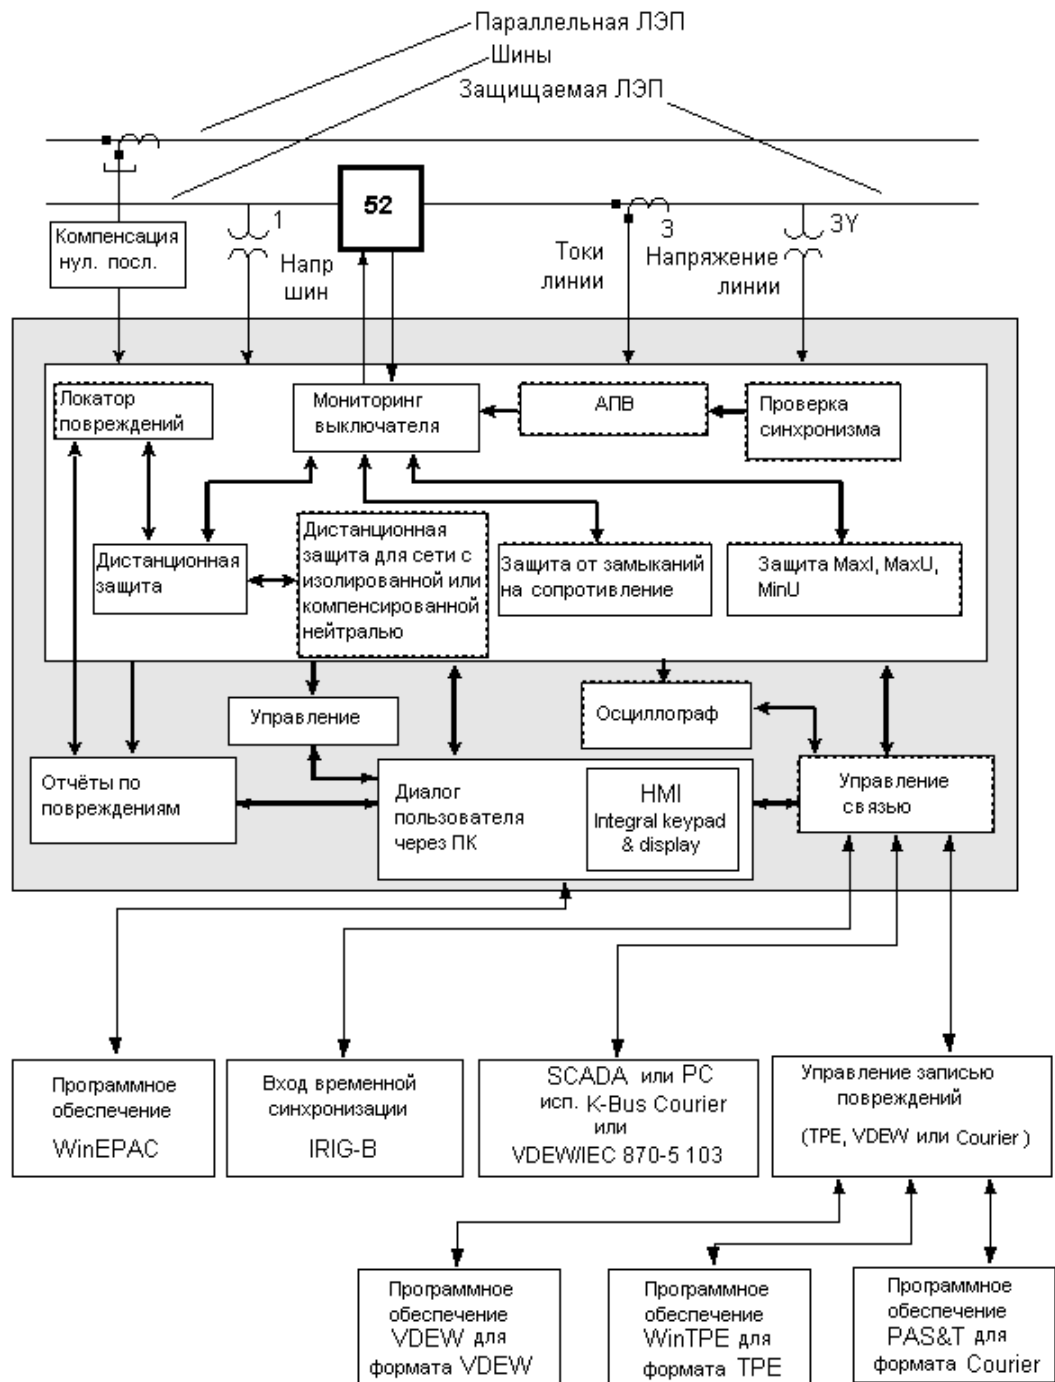 Параллельная ЛЭП
Шины
Защищаемая ЛЭП
52
1
3
3Y
Компенсация
нул. посл.
Напр
шин
Токи
линии
Напряжение
линии
Локатор
повреждений
Мониторинг
выключателя
АПВ
Проверка
синхронизма
Дистанционная
защита
Дистанционная
защита для сети с
изолированной или
компенсированной
нейтралью
Защита от замыканий
на сопротивление
Защита MaxI, MaxU,
MinU
Управление
Осциллограф
Отчёты по
повреждениям
Диалог
пользователя
через ПК
HMI
Integral keypad
& display
Управление
связью
Программное
обеспечение
WinEPAC
Вход временной
синхронизации
IRIG-B
SCADA или PC
исп. K-Bus Courier
или
VDEW/IEC 870-5 103
Управление записью
повреждений
(TPE, VDEW или Courier )
Программное
обеспечение
VDEW для
формата VDEW
Программное
обеспечение
WinTPE для
формата TPE
Программное
обеспечение
PAS&T для
формата Courier